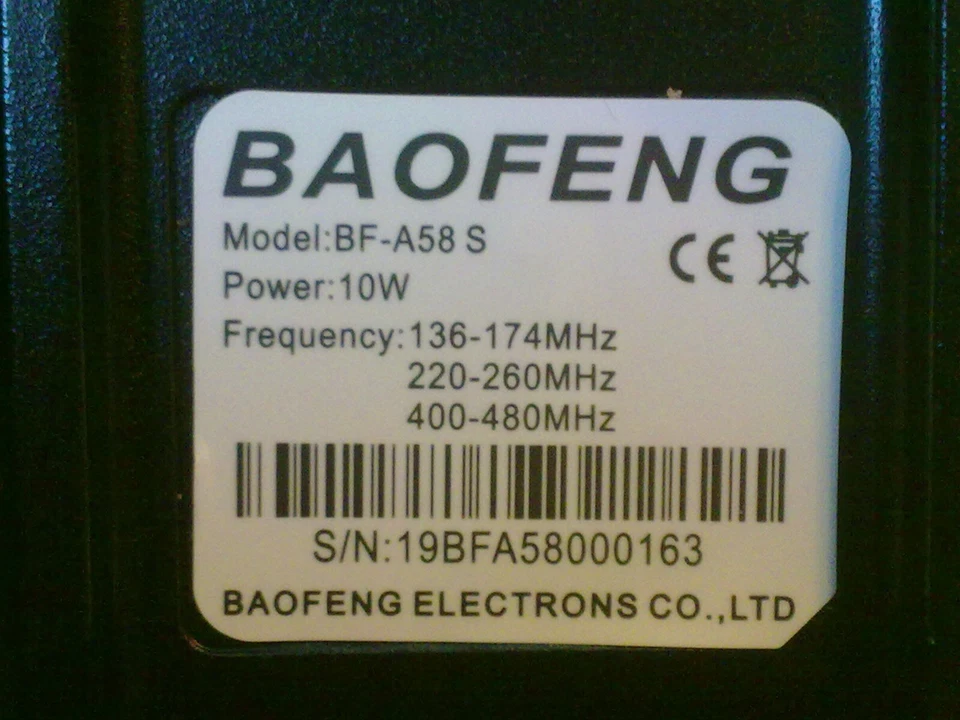 BAOFENG
Model:BF-A58 S
CE
Power:10W
Frequency:136-174MHz
220-260MHz
400-480MHz
S/N:19BFA58000163
BAOFENG ELECTRONS CO.,LTD